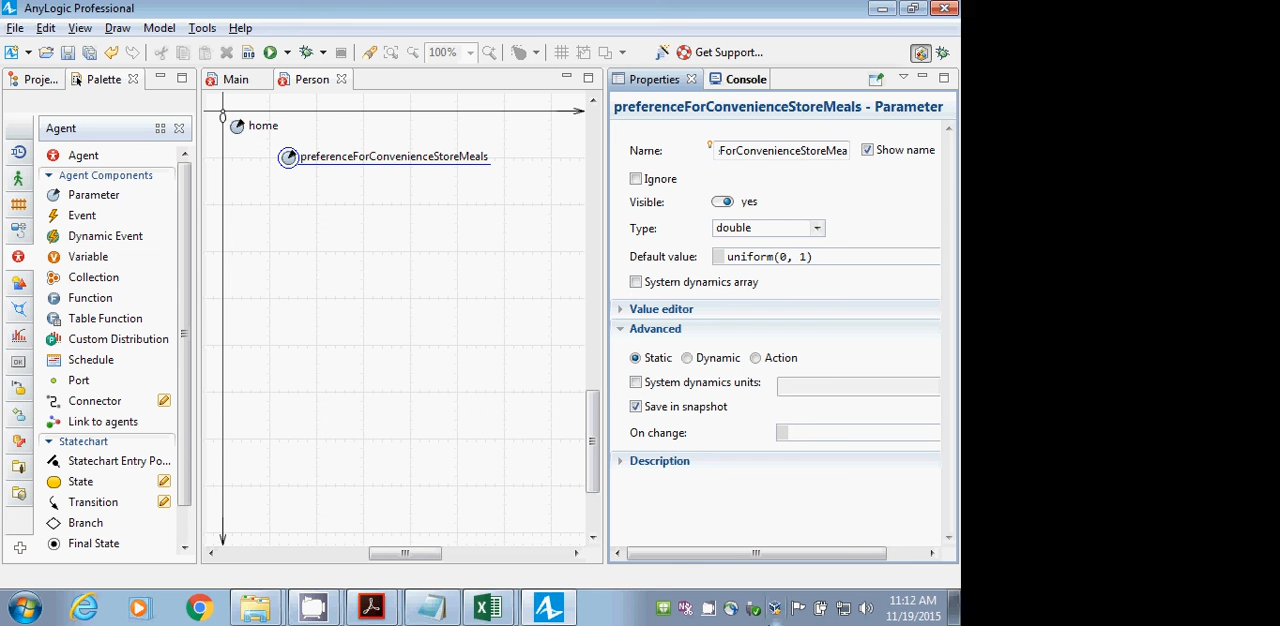 AnyLogic Professional
File Edit View Draw Model Tools Help
100% Get Support...
Proje... Palette Main Person Properties Console
Agent
Agent
Agent Components
Parameter
Event
Dynamic Event
Variable
Collection
Function
Table Function
Custom Distribution
Schedule
Port
Connector
Link to agents
Statechart
Statechart Entry Po...
State
Transition
Branch
Final State
home
preferenceForConvenienceStoreMeals
preferenceForConvenienceStoreMeals - Parameter
Name: ForConvenienceStoreMea Show name
Ignore
Visible: yes
Type: double
Default value: uniform(0, 1)
System dynamics array
Value editor
Advanced
Static Dynamic Action
System dynamics units:
Save in snapshot
On change:
Description
11:12 AM
11/19/2015